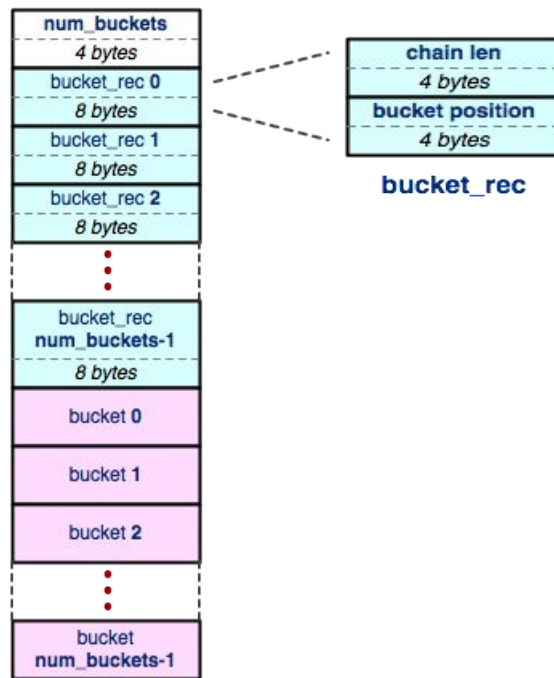 num_buckets
4 bytes
bucket_rec 0
8 bytes
bucket_rec 1
8 bytes
bucket_rec 2
8 bytes
bucket_rec
num_buckets-1
8 bytes
bucket 0
bucket 1
bucket 2
bucket
num_buckets-1
chain len
4 bytes
bucket position
4 bytes
bucket_rec